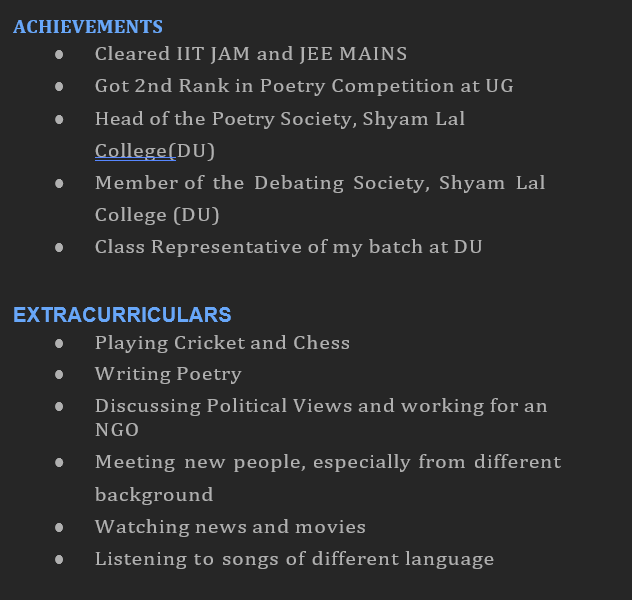 ACHIEVEMENTS
● Cleared IIT JAM and JEE MAINS
● Got 2nd Rank in Poetry Competition at UG
● Head of the Poetry Society, Shyam Lal
College(DU)
● Member of the Debating Society, Shyam Lal
College (DU)
● Class Representative of my batch at DU
EXTRACURRICULARS
● Playing Cricket and Chess
● Writing Poetry
● Discussing Political Views and working for an
NGO
● Meeting new people, especially from different
background
● Watching news and movies
● Listening to songs of different language